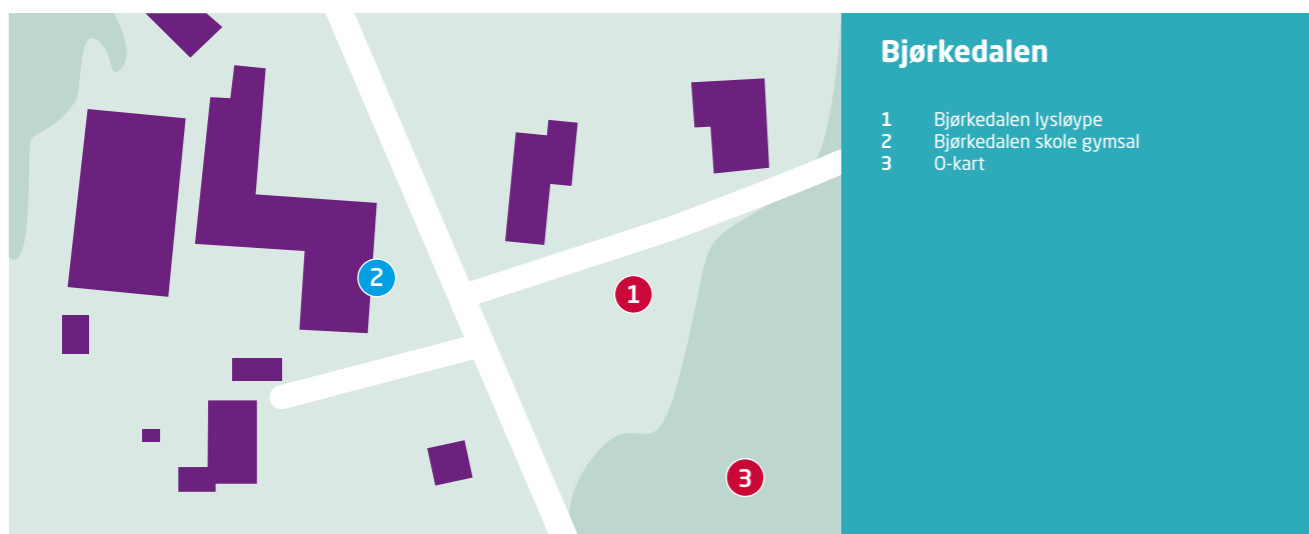 Bjørkedalen
1 Bjørkedalen lysløype
2 Bjørkedalen skole gymsal
3 O-kart
2
1
3